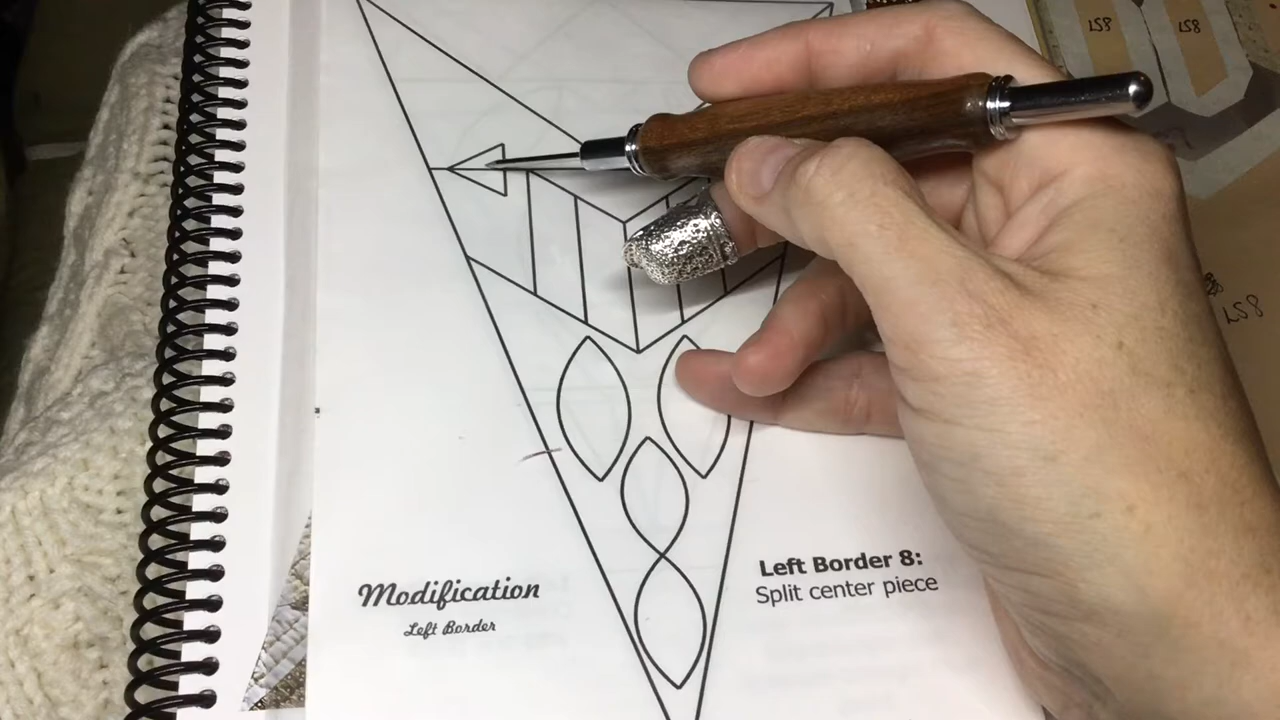 LS8
LS8
LS8
Modification
Left Border
Left Border 8:
Split center piece